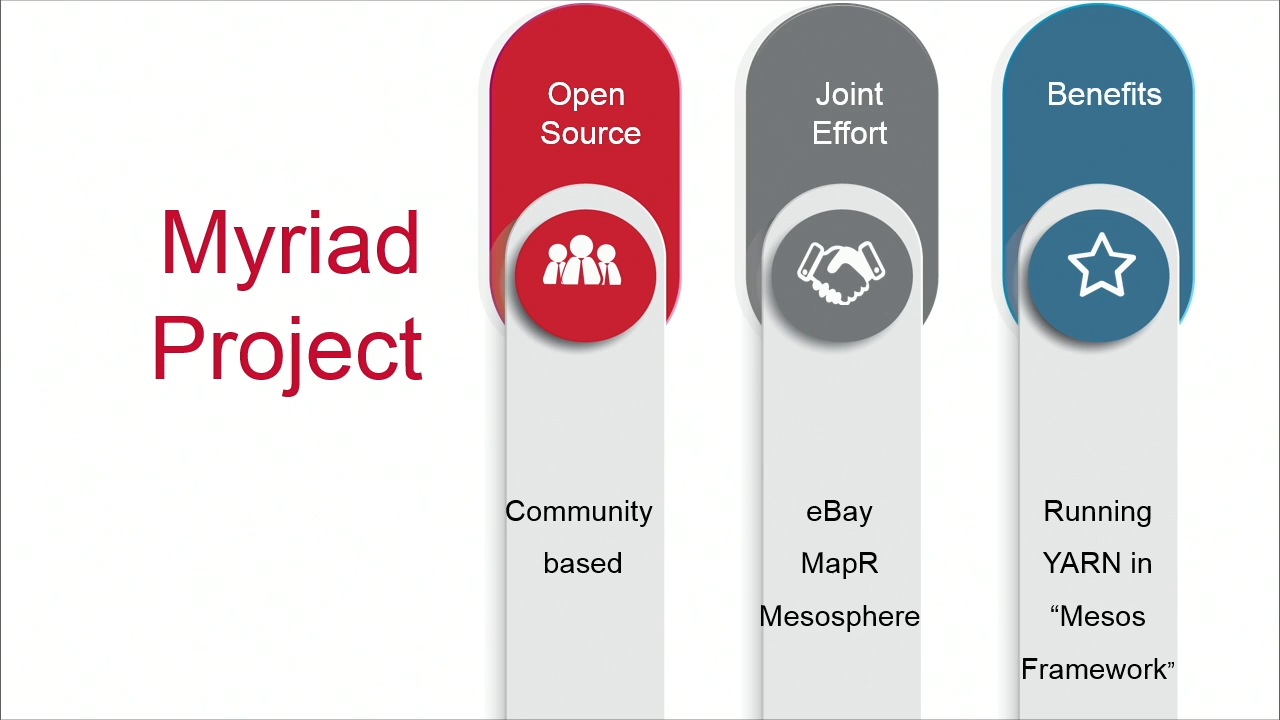 Myriad
Project
Open
Source
Community
based
Joint
Effort
eBay
MapR
Mesosphere
Benefits
Running
YARN in
“Mesos
Framework”